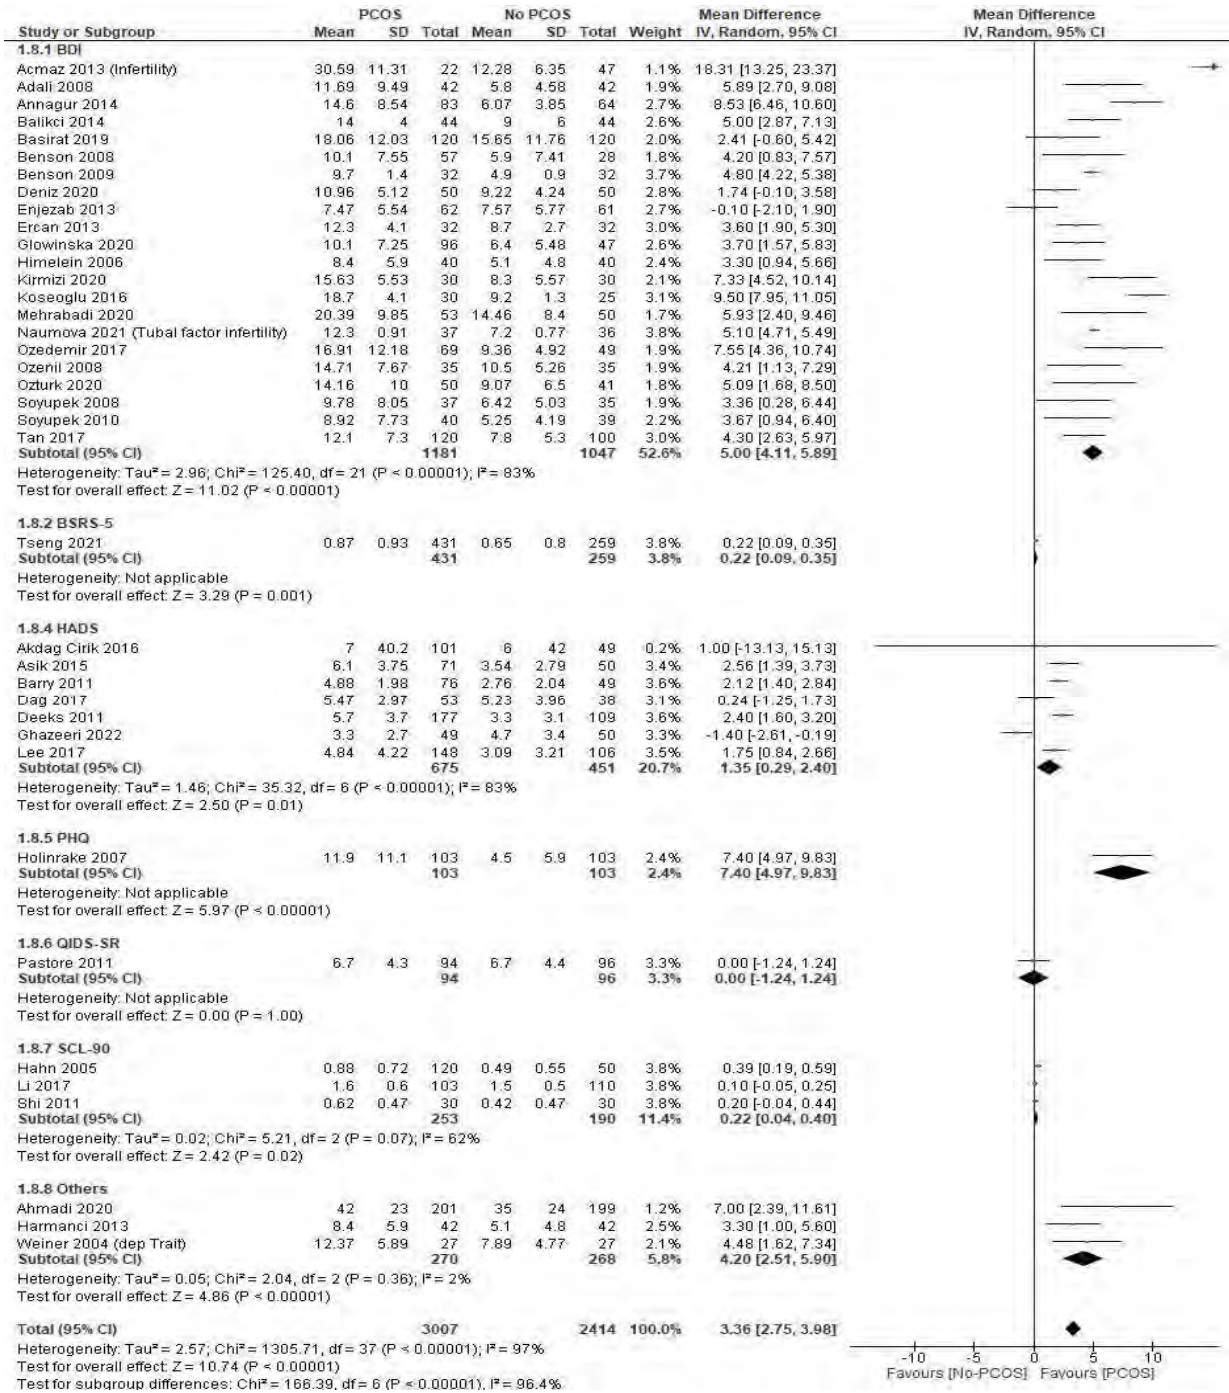 PCOS No PCOS Mean Difference Mean Difference
Study or Subgroup Mean SD Total Mean SD Total Weight IV, Random, 95% CI IV, Random, 95% CI
1.8.1 BDI
Acmaz 2013 (Infertility) 30.59 11.31 22 12.28 6.35 47 1.1% 18.31 [13.25, 23.37]
Adali 2008 11.69 9.49 42 5.8 4.58 42 1.9% 5.89 [2.70, 9.08]
Annagur 2014 14.6 8.54 83 6.07 3.85 64 2.7% 8.53 [6.46, 10.60]
Balikci 2014 14 4 44 9 6 44 2.6% 5.00 [2.87, 7.13]
Basirat 2019 18.06 12.03 120 15.65 11.76 120 2.0% 2.41 [-0.60, 5.42]
Benson 2008 10.1 7.55 57 5.9 7.41 28 1.8% 4.20 [0.83, 7.57]
Benson 2009 9.7 1.4 32 4.9 0.9 32 3.7% 4.80 [4.22, 5.38]
Deniz 2020 10.96 5.12 50 9.22 4.24 50 2.8% 1.74 [-0.10, 3.58]
Enjezab 2013 7.47 5.54 62 7.57 5.77 61 2.7% -0.10 [-2.10, 1.90]
Ercan 2013 12.3 4.1 32 8.7 2.7 32 3.0% 3.60 [1.90, 5.30]
Glowinska 2020 10.1 7.25 96 6.4 5.48 47 2.6% 3.70 [1.57, 5.83]
Himelein 2006 8.4 5.9 40 5.1 4.8 40 2.4% 3.30 [0.94, 5.66]
Kirmizi 2020 15.63 5.53 30 8.3 5.57 30 2.1% 7.33 [4.52, 10.14]
Koseoglu 2016 18.7 4.1 30 9.2 1.3 25 3.1% 9.50 [7.95, 11.05]
Mehrabadi 2020 20.39 9.85 53 14.46 8.4 50 1.7% 5.93 [2.40, 9.46]
Naumova 2021 (Tubal factor infertility) 12.3 0.91 37 7.2 0.77 36 3.8% 5.10 [4.71, 5.49]
Ozedemir 2017 16.91 12.18 69 9.36 4.92 49 1.9% 7.55 [4.36, 10.74]
Ozenil 2008 14.71 7.67 35 10.5 5.26 35 2.0% 4.21 [1.13, 7.29]
Ozturk 2020 14.16 10 50 9.07 6.5 41 1.8% 5.09 [1.68, 8.50]
Soyupek 2008 9.78 8.05 37 6.42 5.03 35 1.9% 3.36 [0.28, 6.44]
Soyupek 2010 8.92 7.73 40 5.25 4.19 39 2.2% 3.67 [0.94, 6.40]
Tan 2017 12.1 7.3 120 7.8 5.3 100 3.0% 4.30 [2.63, 5.97]
Subtotal (95% CI) 1181 1047 52.6% 5.00 [4.11, 5.89]
Heterogeneity: Tau² = 2.96; Chi² = 125.40, df = 21 (P < 0.00001); I² = 83%
Test for overall effect: Z = 11.02 (P < 0.00001)
1.8.2 BSRS-5
Tseng 2021 0.87 0.93 431 0.65 0.8 259 3.8% 0.22 [0.09, 0.35]
Subtotal (95% CI) 431 259 3.8% 0.22 [0.09, 0.35]
Heterogeneity: Not applicable
Test for overall effect: Z = 3.29 (P = 0.001)
1.8.4 HADS
Akdag Cirik 2016 7 40.2 101 6 42 49 0.2% 1.00 [-13.13, 15.13]
Asik 2015 6.1 3.75 71 3.54 2.79 50 3.4% 2.56 [1.39, 3.73]
Barry 2011 4.88 1.98 76 2.76 2.04 49 3.6% 2.12 [1.40, 2.84]
Dag 2017 5.47 2.97 53 5.23 3.96 38 3.1% 0.24 [-1.25, 1.73]
Deeks 2011 5.7 3.7 177 3.3 3.1 109 3.6% 2.40 [1.60, 3.20]
Ghazeeri 2022 3.3 2.7 49 4.7 3.4 50 3.3% -1.40 [-2.61, -0.19]
Lee 2017 4.84 4.22 148 3.09 3.21 106 3.5% 1.75 [0.84, 2.66]
Subtotal (95% CI) 675 451 20.7% 1.35 [0.29, 2.40]
Heterogeneity: Tau² = 1.46; Chi² = 35.32, df = 6 (P < 0.00001); I² = 83%
Test for overall effect: Z = 2.50 (P = 0.01)
1.8.5 PHQ
Holinrake 2007 11.9 11.1 103 4.5 5.9 103 2.4% 7.40 [4.97, 9.83]
Subtotal (95% CI) 103 103 2.4% 7.40 [4.97, 9.83]
Heterogeneity: Not applicable
Test for overall effect: Z = 5.97 (P < 0.00001)
1.8.6 QIDS-SR
Pastore 2011 6.7 4.3 94 6.7 4.4 96 3.3% 0.00 [-1.24, 1.24]
Subtotal (95% CI) 94 96 3.3% 0.00 [-1.24, 1.24]
Heterogeneity: Not applicable
Test for overall effect: Z = 0.00 (P = 1.00)
1.8.7 SCL-90
Hahn 2005 0.88 0.72 120 0.49 0.55 50 3.8% 0.39 [0.19, 0.59]
Li 2017 1.6 0.6 103 1.5 0.5 110 3.8% 0.10 [-0.05, 0.25]
Shi 2011 0.62 0.47 30 0.42 0.47 30 3.8% 0.20 [-0.04, 0.44]
Subtotal (95% CI) 253 190 11.4% 0.22 [0.04, 0.40]
Heterogeneity: Tau² = 0.02; Chi² = 5.21, df = 2 (P = 0.07); I² = 62%
Test for overall effect: Z = 2.42 (P = 0.02)
1.8.8 Others
Ahmadi 2020 42 23 201 35 24 199 1.2% 7.00 [2.39, 11.61]
Harmanci 2013 8.4 5.9 42 5.1 4.8 42 2.5% 3.30 [1.00, 5.60]
Weiner 2004 (dep Trait) 12.37 5.89 27 7.89 4.77 27 2.1% 4.48 [1.62, 7.34]
Subtotal (95% CI) 270 268 5.8% 4.20 [2.51, 5.90]
Heterogeneity: Tau² = 0.05; Chi² = 2.04, df = 2 (P = 0.36); I² = 2%
Test for overall effect: Z = 4.86 (P < 0.00001)
Total (95% CI) 3007 2414 100.0% 3.36 [2.75, 3.98]
Heterogeneity: Tau² = 2.57; Chi² = 1305.71, df = 37 (P < 0.00001); I² = 97%
Test for overall effect: Z = 10.74 (P < 0.00001)
Test for subgroup differences: Chi² = 166.39, df = 6 (P < 0.00001), I² = 96.4%
-10 -5 0 5 10
Favours [No-PCOS] Favours [PCOS]